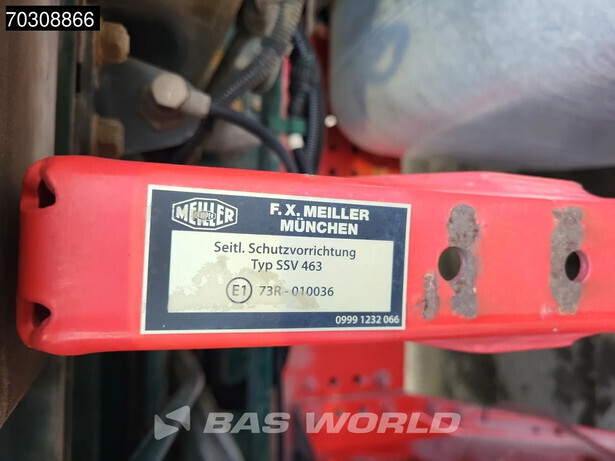 70308866
MEILLER
F. X. MEILLER
MÜNCHEN
Seitl. Schutzvorrichtung
Typ SSV 463
E1 73R - 010036
0999 1232 066
BAS WORLD